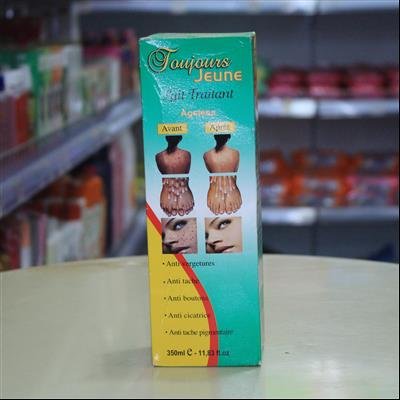 Toujours
JEUNE
Lait Traitant
Ageless
Avant Après
• Anti vergetures
• Anti tache
• Anti boutons
• Anti cicatrice
• Anti tache pigmentaire
350ml e - 11,83 fl.oz